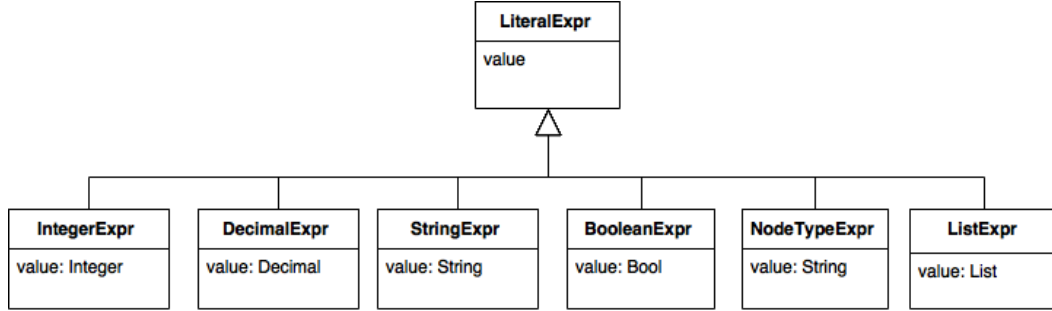 LiteralExpr
value
IntegerExpr
value: Integer
DecimalExpr
value: Decimal
StringExpr
value: String
BooleanExpr
value: Bool
NodeTypeExpr
value: String
ListExpr
value: List